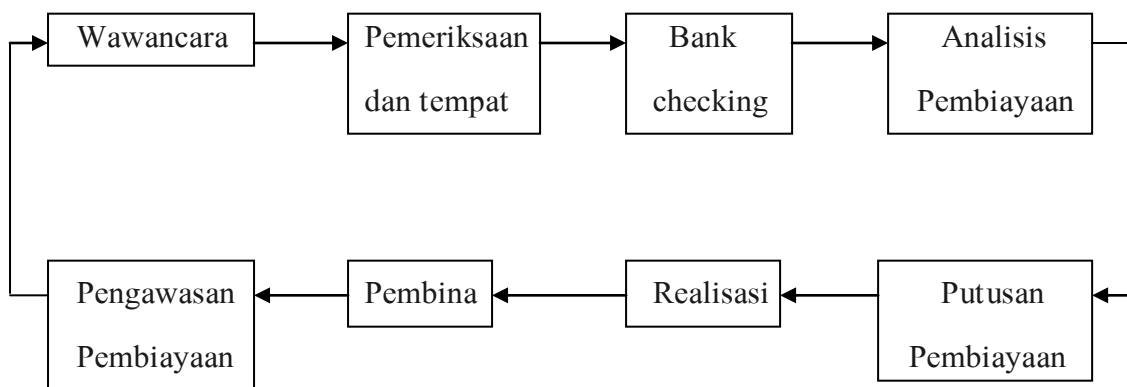 Wawancara
Pemeriksaan
dan tempat
Bank
checking
Analisis
Pembiayaan
Putusan
Pembiayaan
Realisasi
Pembina
Pengawasan
Pembiayaan